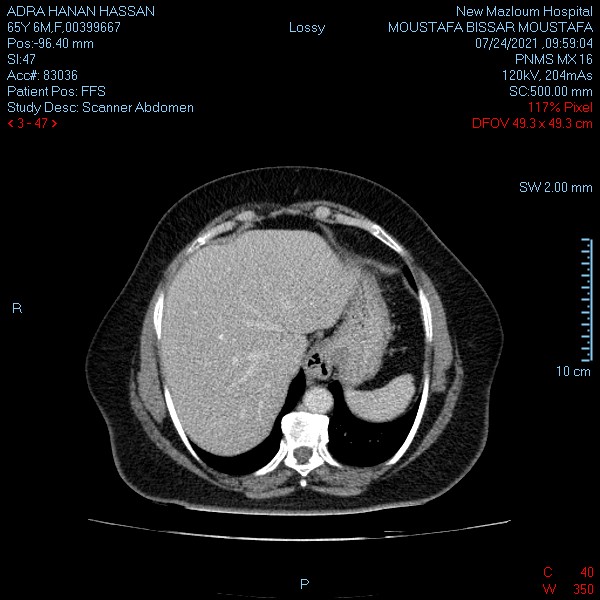 ADRA HANAN HASSAN
65Y 6M,F,00399667
Pos:-96.40 mm
SI:47
Acc#: 83036
Patient Pos: FFS
Study Desc: Scanner Abdomen
< 3 - 47 >
Lossy
New Mazloum Hospital
MOUSTAFA BISSAR MOUSTAFA
07/24/2021 ,09:59:04
PNMS MX 16
120kV, 204mAs
SC:500.00 mm
117% Pixel
DFOV 49.3 x 49.3 cm
SW 2.00 mm
R
10 cm
P
C 40
W 350